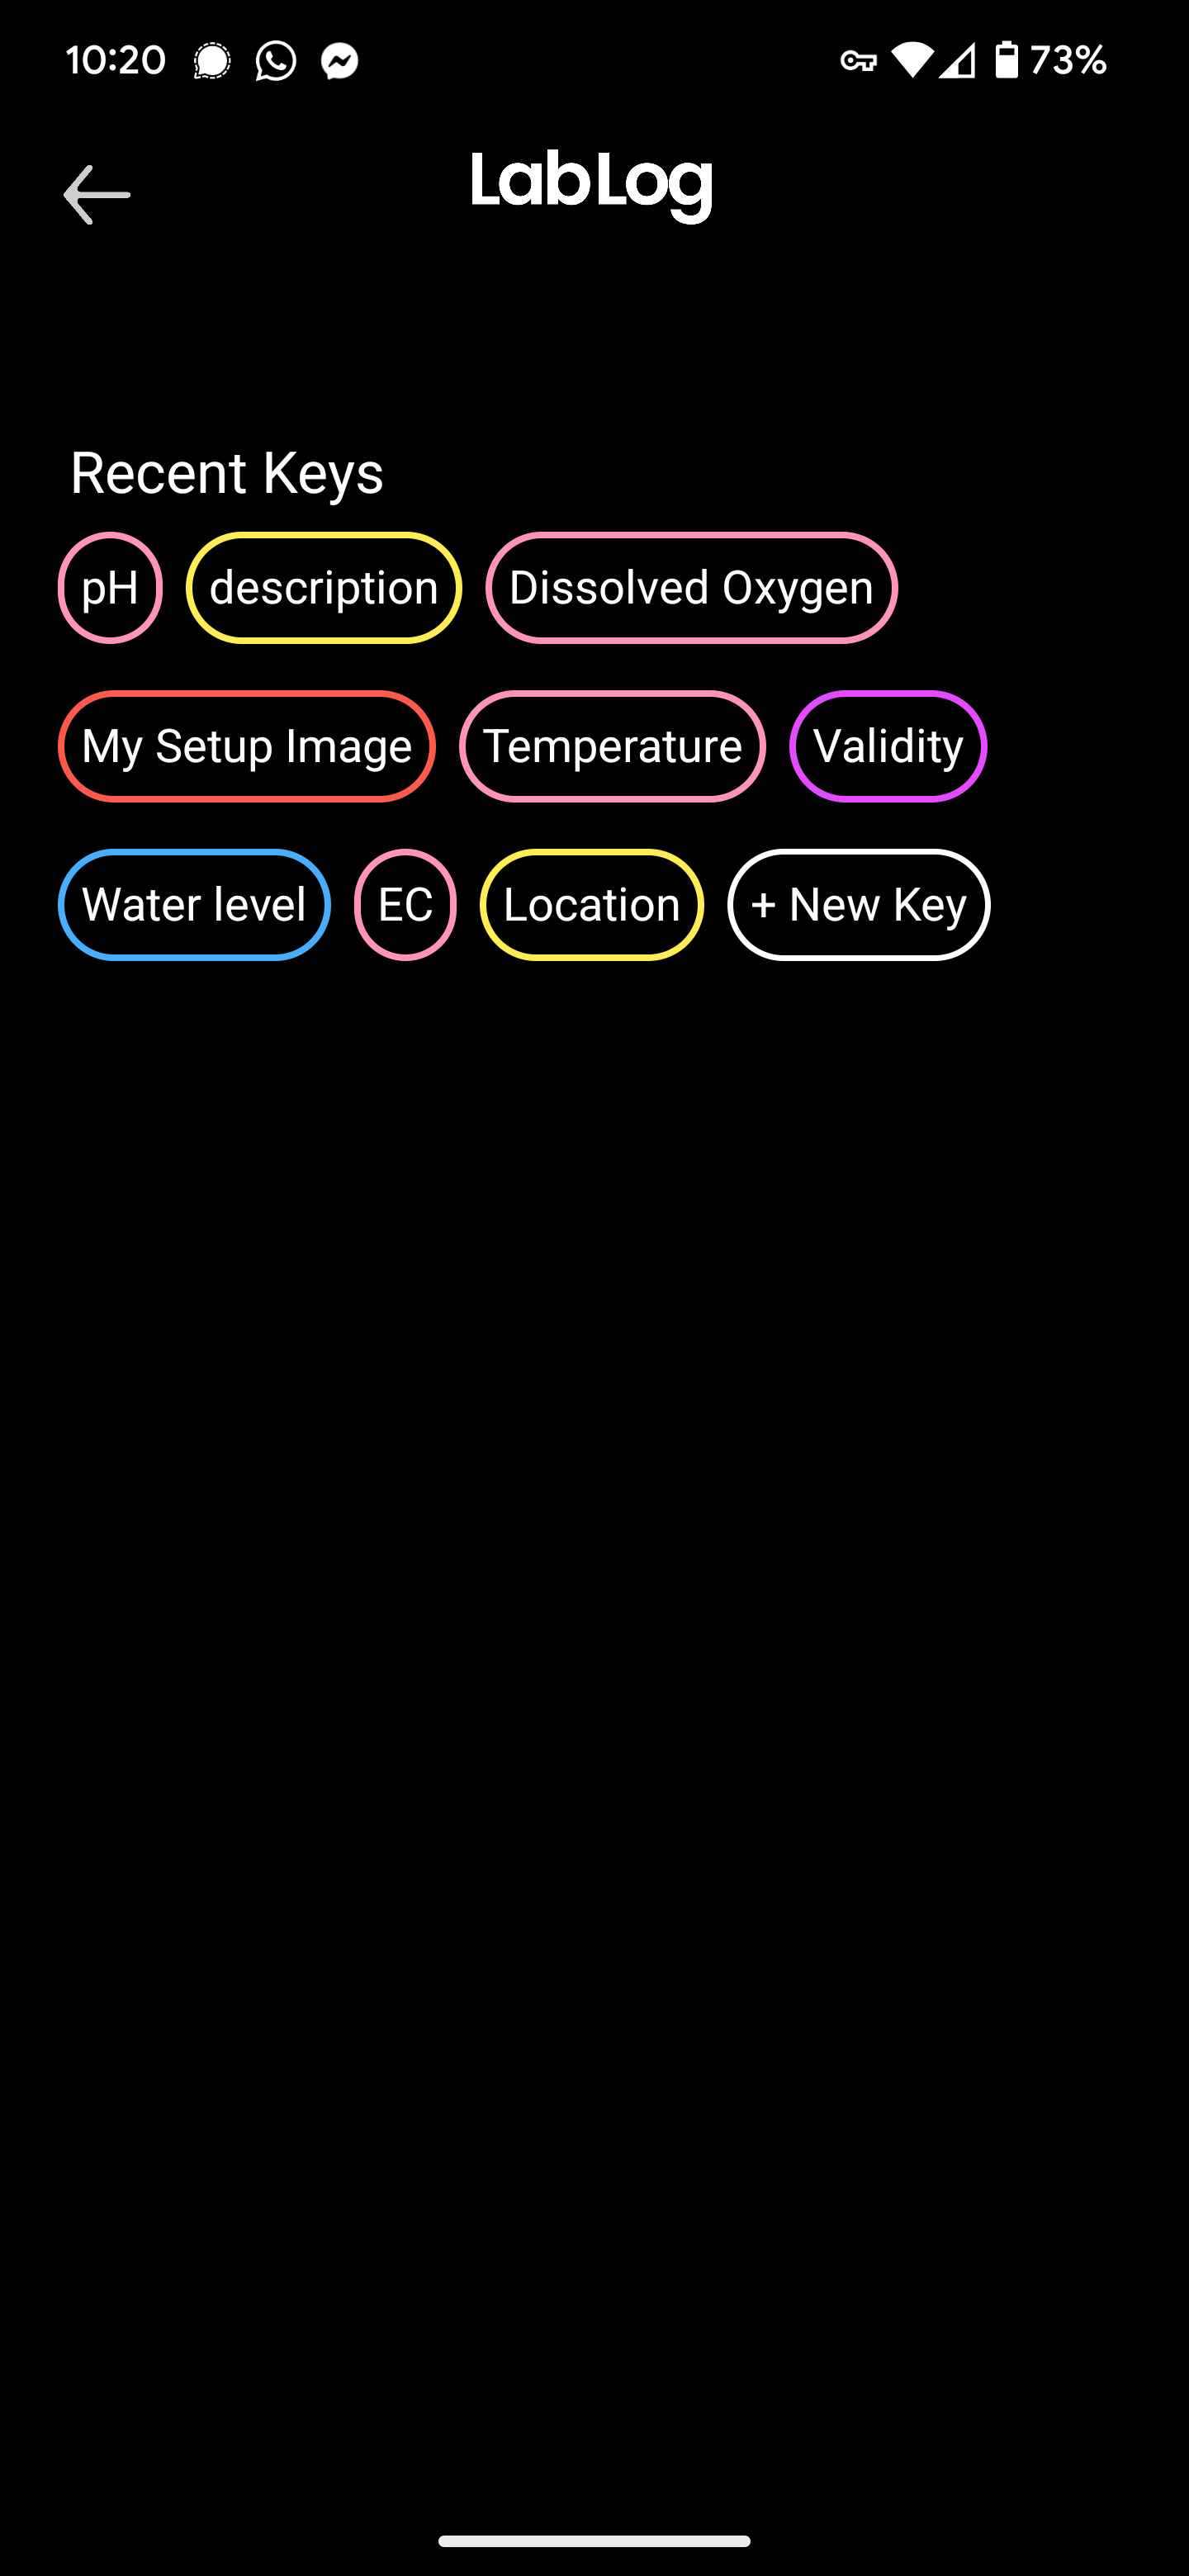 10:20 73%
LabLog
Recent Keys
pH description Dissolved Oxygen
My Setup Image Temperature Validity
Water level EC Location + New Key